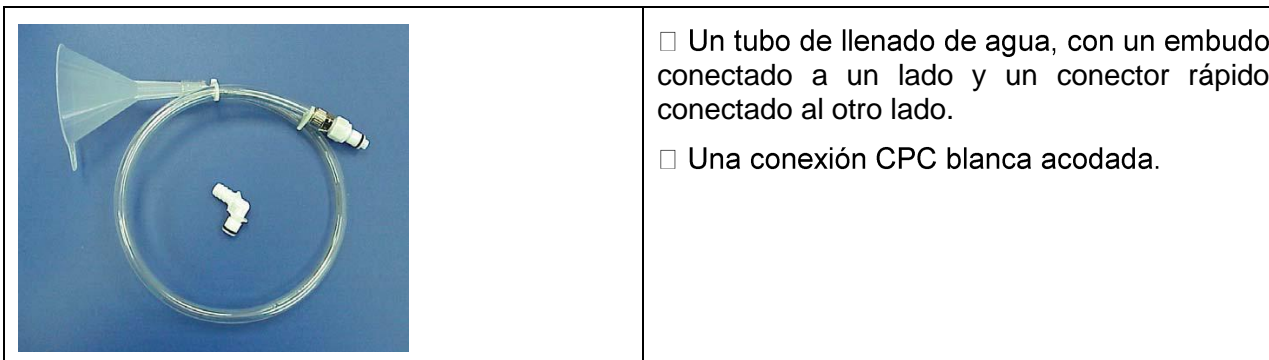 □ Un tubo de llenado de agua, con un embudo
conectado a un lado y un conector rápido
conectado al otro lado.
□ Una conexión CPC blanca acodada.